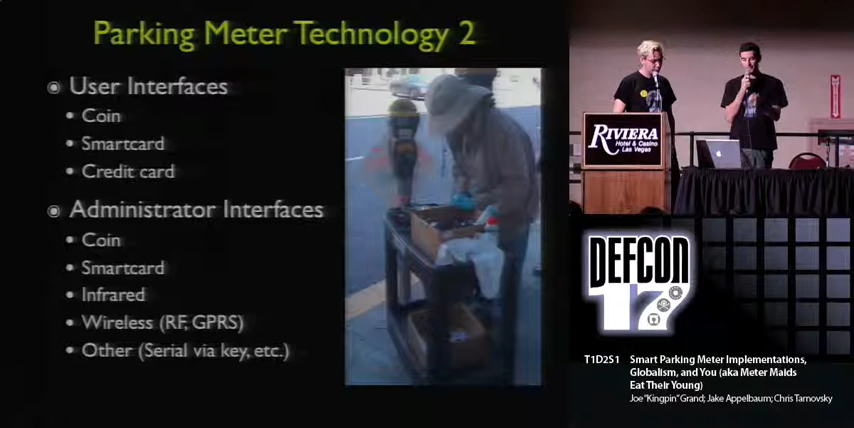 Parking Meter Technology 2
User Interfaces
Coin
Smartcard
Credit card
Administrator Interfaces
Coin
Smartcard
Infrared
Wireless (RF, GPRS)
Other (Serial via key, etc.)
RIVIERA
Hotel & Casino
Las Vegas
DEFCON
17
T1D2S1 Smart Parking Meter Implementations,
Globalism, and You (aka Meter Maids
Eat Their Young)
Joe "Kingpin" Grand; Jake Appelbaum; Chris Tarnovsky